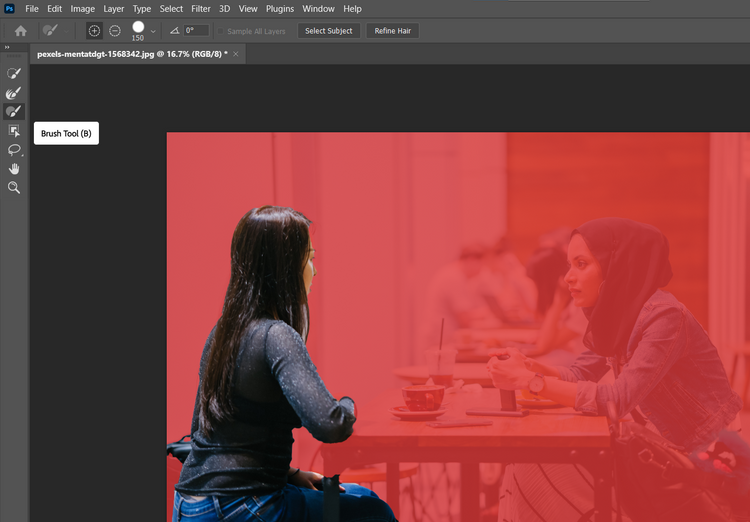 Ps File Edit Image Layer Type Select Filter 3D View Plugins Window Help
150 0° Sample All Layers Select Subject Refine Hair
pexels-mentatdgt-1568342.jpg @ 16.7% (RGB/8) * ×
Brush Tool (B)